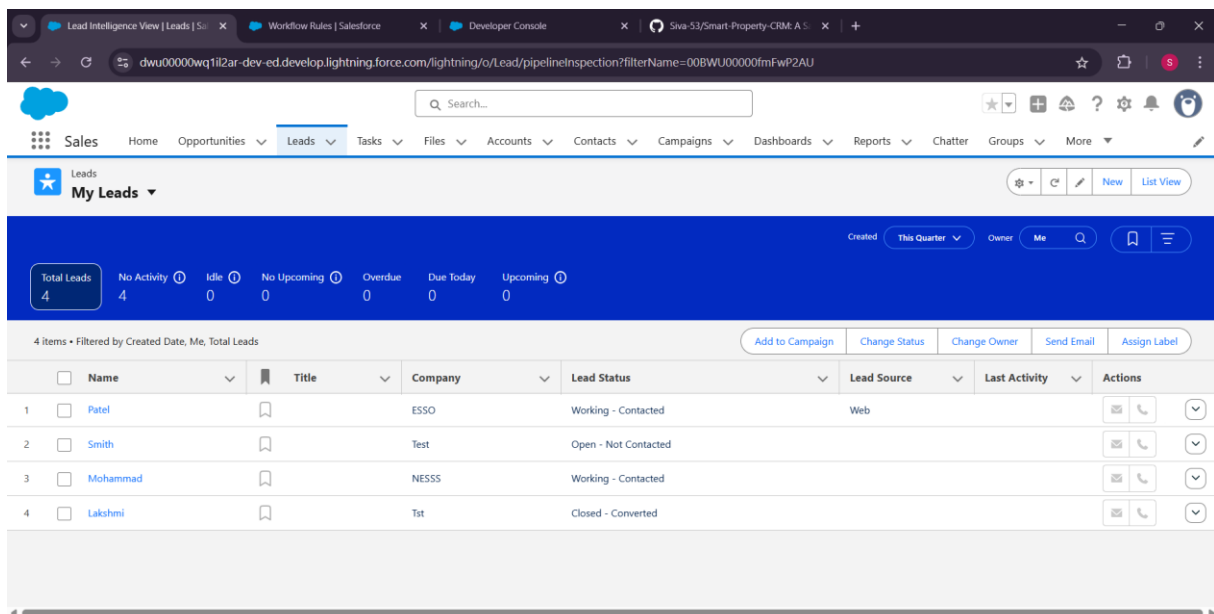 Lead Intelligence View | Leads | Sal
Workflow Rules | Salesforce
Developer Console
Siva-53/Smart-Property-CRM: A S
dwu00000wq1il2ar-dev-ed.develop.lightning.force.com/lightning/o/Lead/pipelineInspection?filterName=00BWU00000fmFwP2AU
S
Search...
Sales Home Opportunities Leads Tasks Files Accounts Contacts Campaigns Dashboards Reports Chatter Groups More
Leads
My Leads
New List View
Created This Quarter Owner Me
Total Leads No Activity Idle No Upcoming Overdue Due Today Upcoming
4 4 0 0 0 0 0
4 items • Filtered by Created Date, Me, Total Leads
Add to Campaign Change Status Change Owner Send Email Assign Label
Name Title Company Lead Status Lead Source Last Activity Actions
1 Patel ESSO Working - Contacted Web
2 Smith Test Open - Not Contacted
3 Mohammad NESSS Working - Contacted
4 Lakshmi Tst Closed - Converted